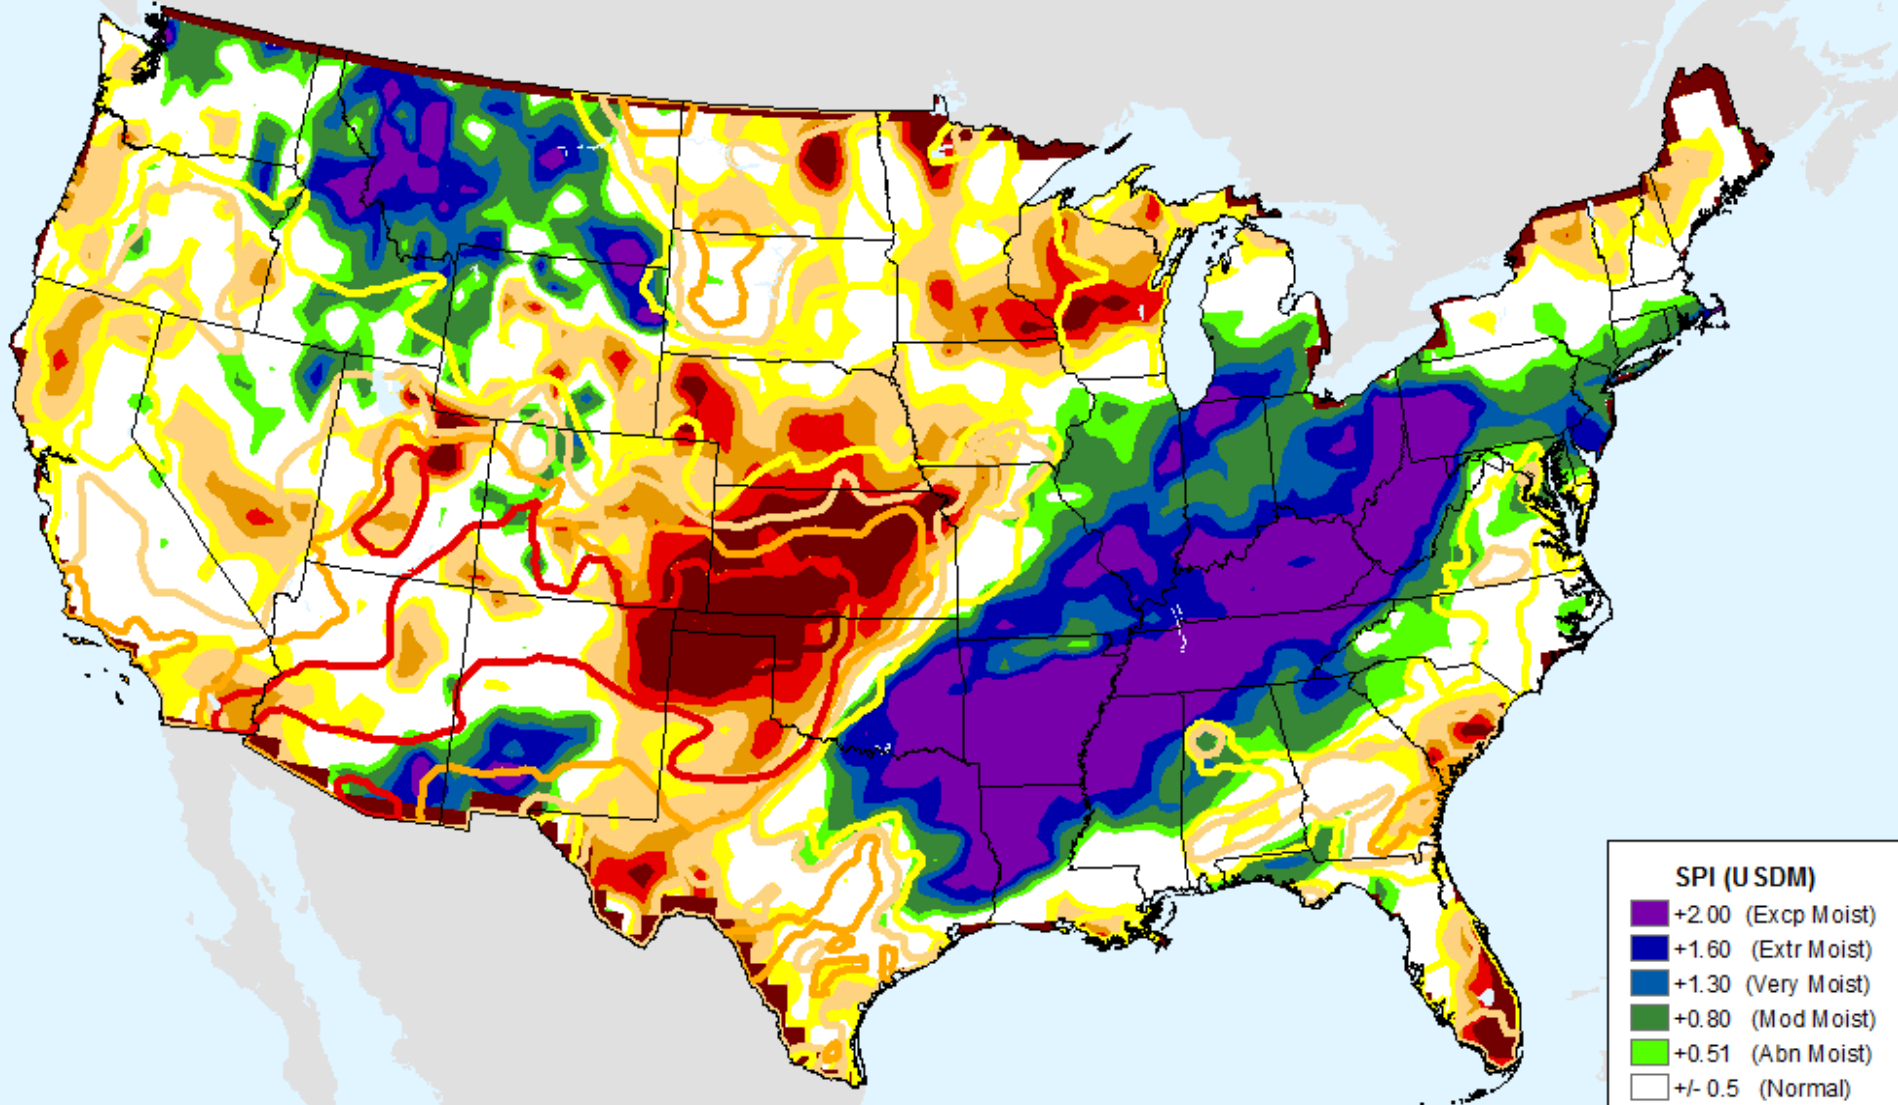 SPI (USDM)
+2.00 (Excp Moist)
+1.60 (Extr Moist)
+1.30 (Very Moist)
+0.80 (Mod Moist)
+0.51 (Abn Moist)
+/- 0.5 (Normal)